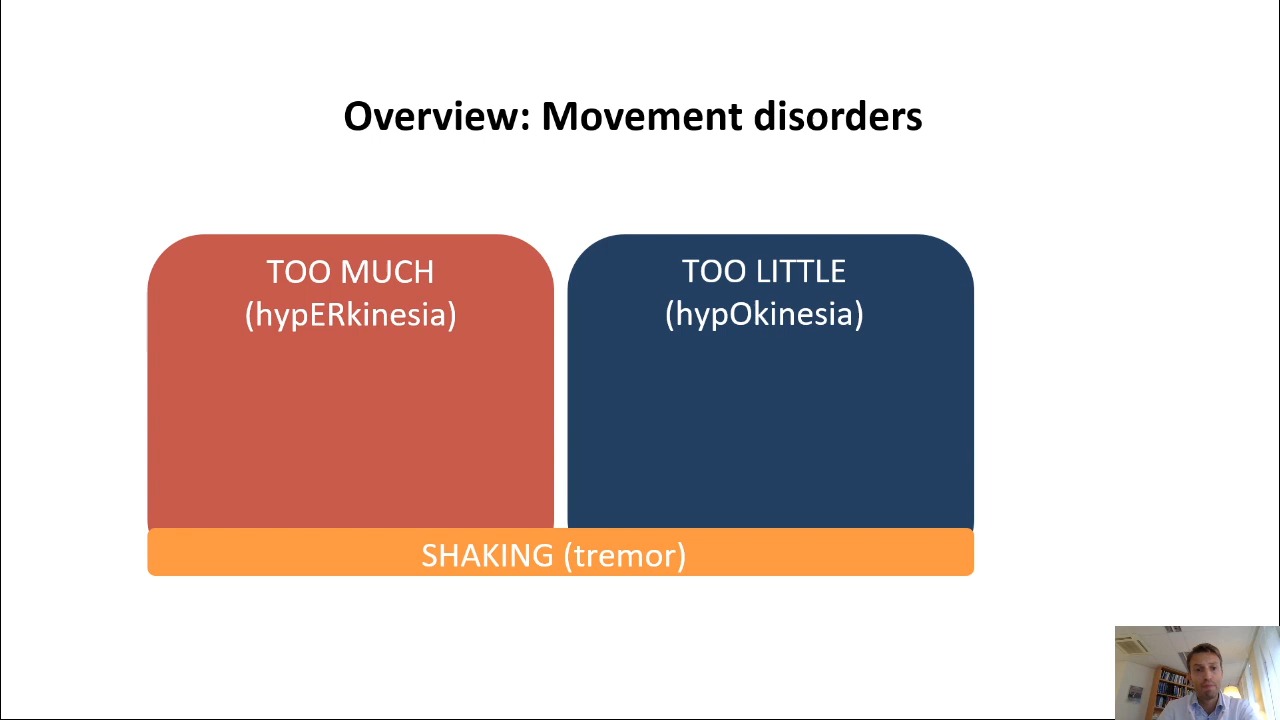 Overview: Movement disorders
TOO MUCH
(hypERkinesia)
TOO LITTLE
(hypOkinesia)
SHAKING (tremor)